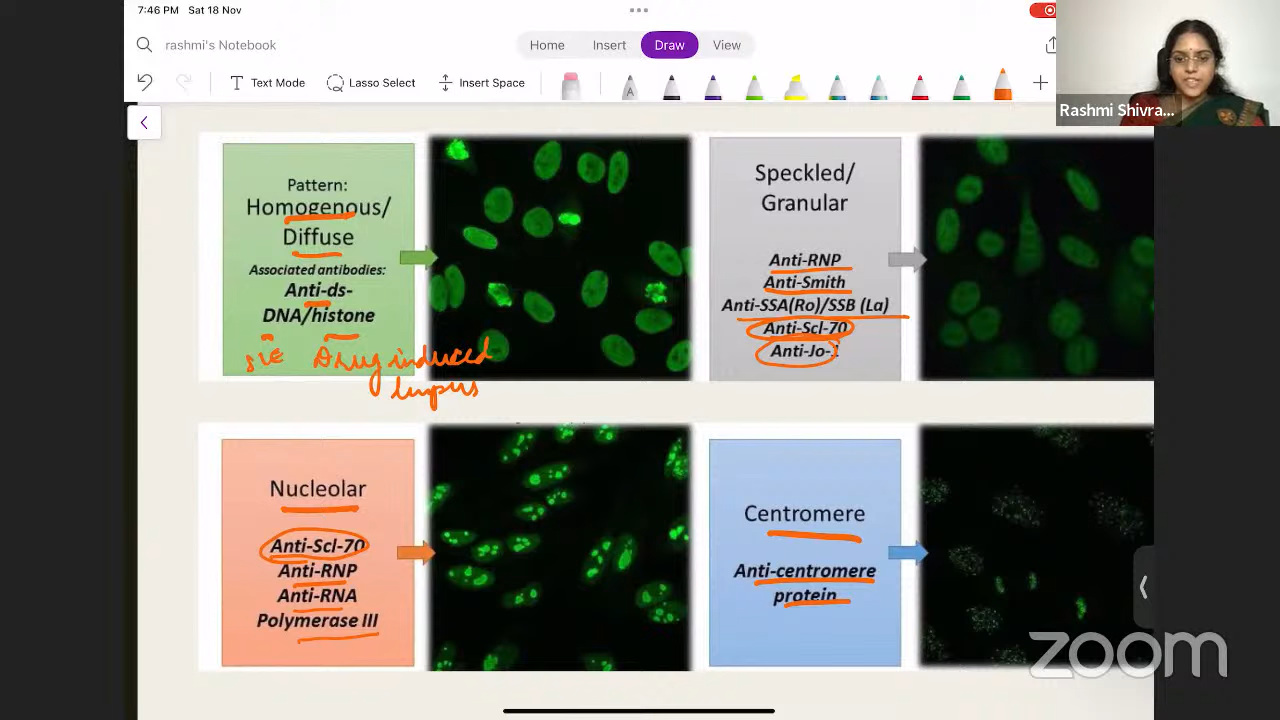 7:46 PM Sat 18 Nov
rashmi's Notebook
Home Insert Draw View
Text Mode Lasso Select Insert Space
A
Rashmi Shivra...
Pattern:
Homogenous/
Diffuse
Associated antibodies:
Anti-ds-
DNA/histone
SLE Drug induced
lupus
Speckled/
Granular
Anti-RNP
Anti-Smith
Anti-SSA(Ro)/SSB (La)
Anti-Scl-70
Anti-Jo-1
Nucleolar
Anti-Scl-70
Anti-RNP
Anti-RNA
Polymerase III
Centromere
Anti-centromere
protein
zoom